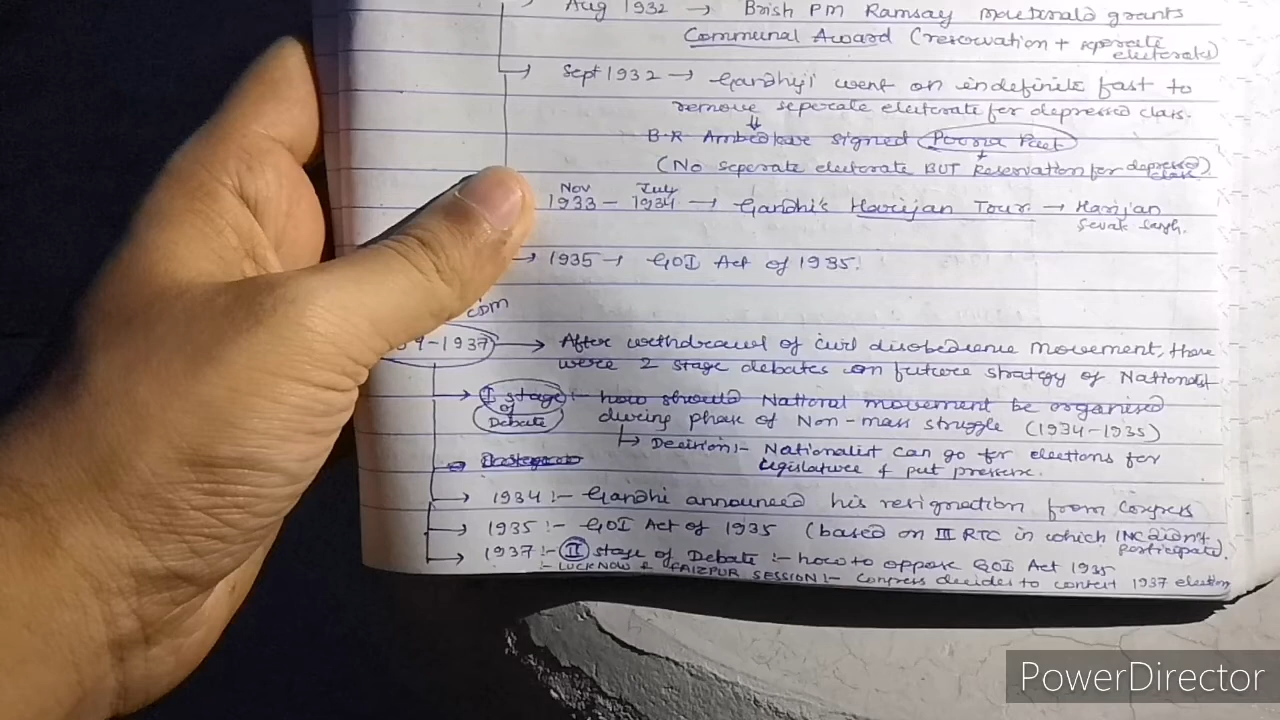 Aug 1932 → Brish PM Ramsay Macdonald grants
Communal Award (reservation + seperate
electorates)
Sept 1932 → Gandhiji went on indefinite fast to
remove seperate electorate for depressed class.
B.R Ambedkar signed Poona Pact
(No seperate electorate BUT Reservation for depressed
class)
Nov July
1933 - 1934 → Gandhi's Harijan Tour → Harijan
Sevak Sangh.
→ 1935 → GOI Act of 1935.
CDM
34-1937 → After withdrawl of civil disobedience movement, there
were 2 stage debates on future strategy of Nationalist
→ I stage :- how should National movement be organised
of
Debate during phase of Non-mass struggle (1934-1935)
↳ Decision:- Nationalist can go for elections for
legislature & put pressure.
→ 1934 :- Gandhi announced his resignation from Congress
→ 1935 :- GOI Act of 1935 (based on III RTC in which INC didn't
participate).
→ 1937 :- II stage of Debate :- how to oppose GOI Act 1935
:- LUCKNOW & FAIZPUR SESSION :- Congress decides to contest 1937 election
PowerDirector